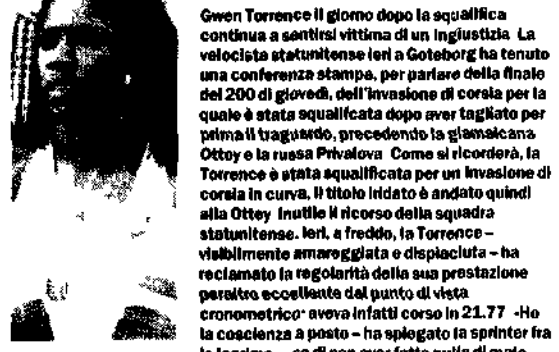 Gwen Torrence il giorno dopo la squalifica
continua a sentirsi vittima di un ingiustizia La
velocista statunitense ieri a Goteborg ha tenuto
una conferenza stampa, per parlare della finale
dei 200 di giovedì, dell'invasione di corsia per la
quale è stata squalifcata dopo aver tagliato per
prima il traguardo, precedendo la giamaicana
Ottey e la russa Privalova Come si ricorderà, la
Torrence è stata squalificata per un invasione di
corsia in curva, il titolo iridato è andato quindi
alla Ottey Inutile il ricorso della squadra
statunitense. Ieri, a freddo, la Torrence –
visibilmente amareggiata e dispiaciuta – ha
reclamato la regolarità della sua prestazione
peraltro eccellente dal punto di vista
cronometrico· aveva infatti corso in 21.77 «Ho
la coscienza a posto – ha spiegato la sprinter fra